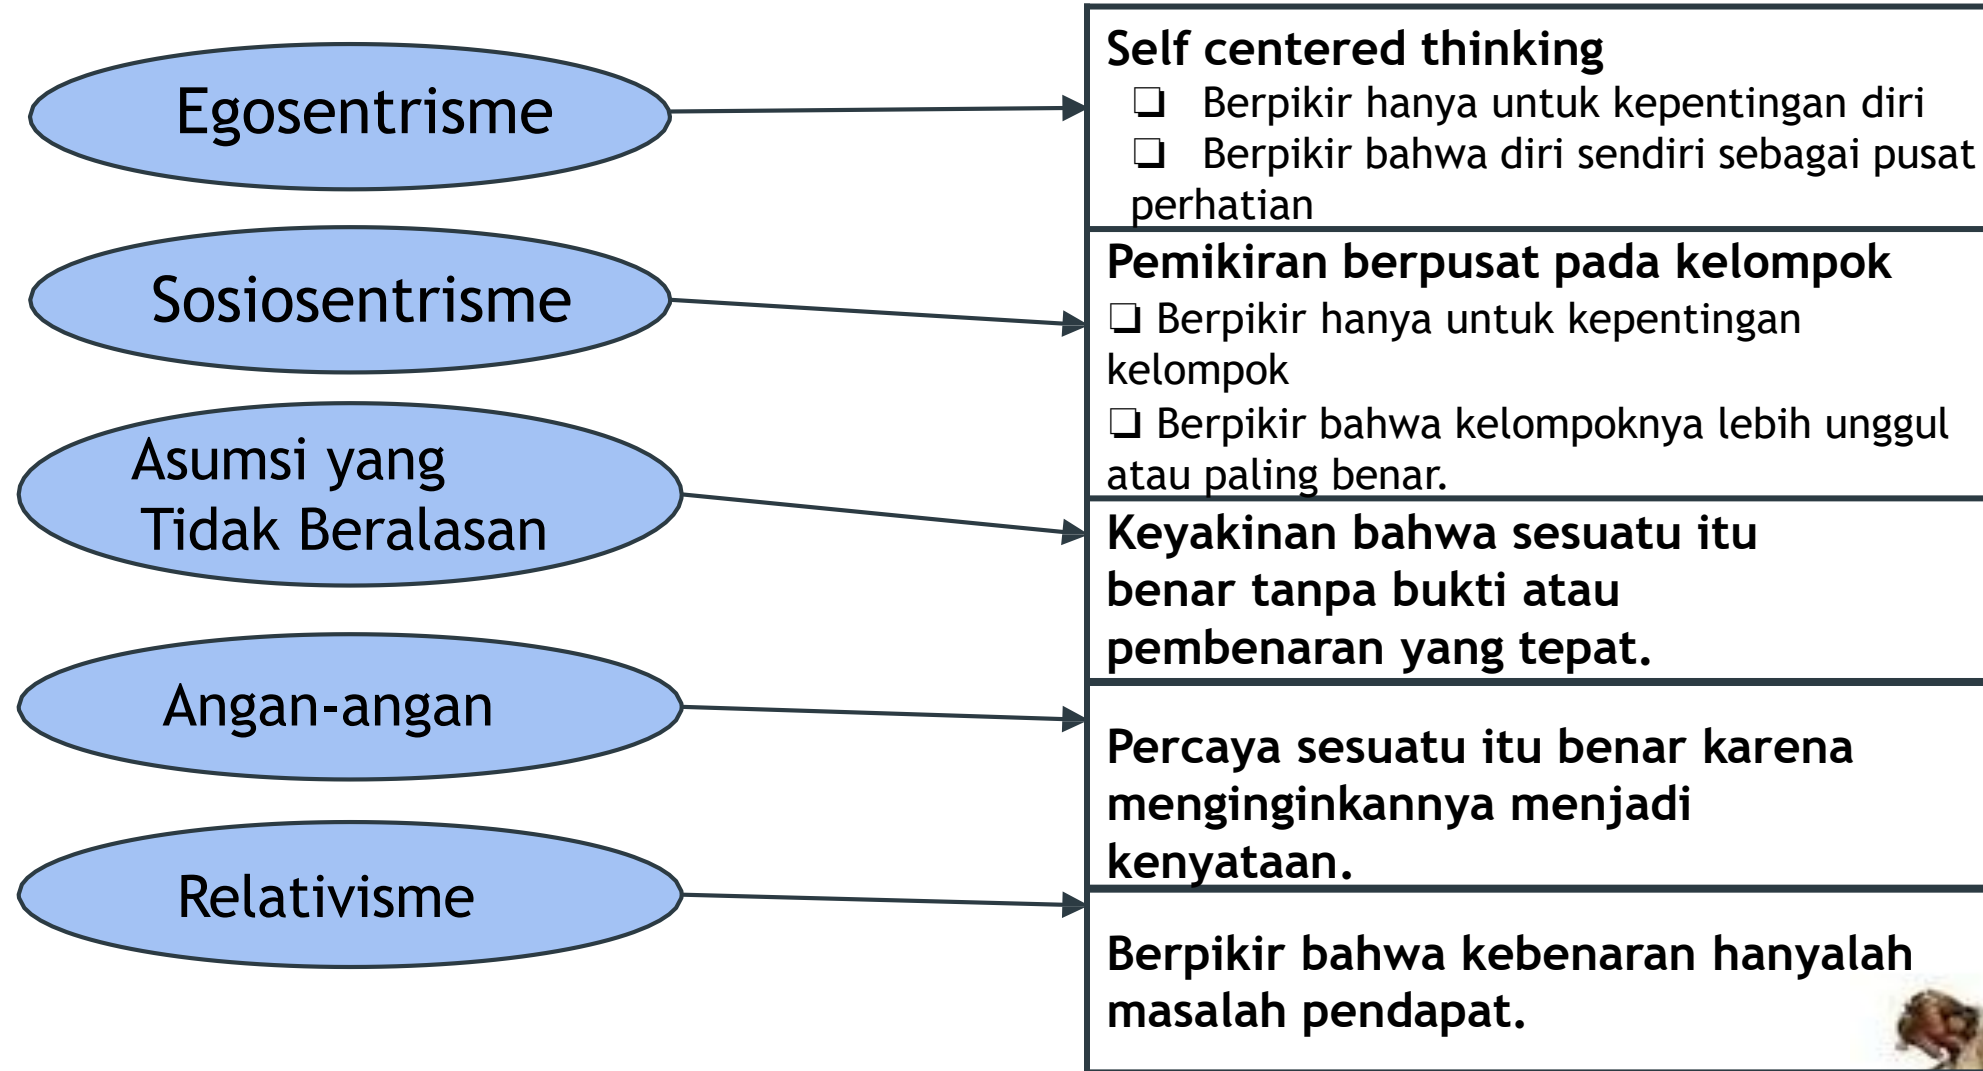 Egosentrisme
Self centered thinking
❏ Berpikir hanya untuk kepentingan diri
❏ Berpikir bahwa diri sendiri sebagai pusat
perhatian
Sosiosentrisme
Pemikiran berpusat pada kelompok
❏ Berpikir hanya untuk kepentingan
kelompok
❏ Berpikir bahwa kelompoknya lebih unggul
atau paling benar.
Asumsi yang
Tidak Beralasan
Keyakinan bahwa sesuatu itu
benar tanpa bukti atau
pembenaran yang tepat.
Angan-angan
Percaya sesuatu itu benar karena
menginginkannya menjadi
kenyataan.
Relativisme
Berpikir bahwa kebenaran hanyalah
masalah pendapat.